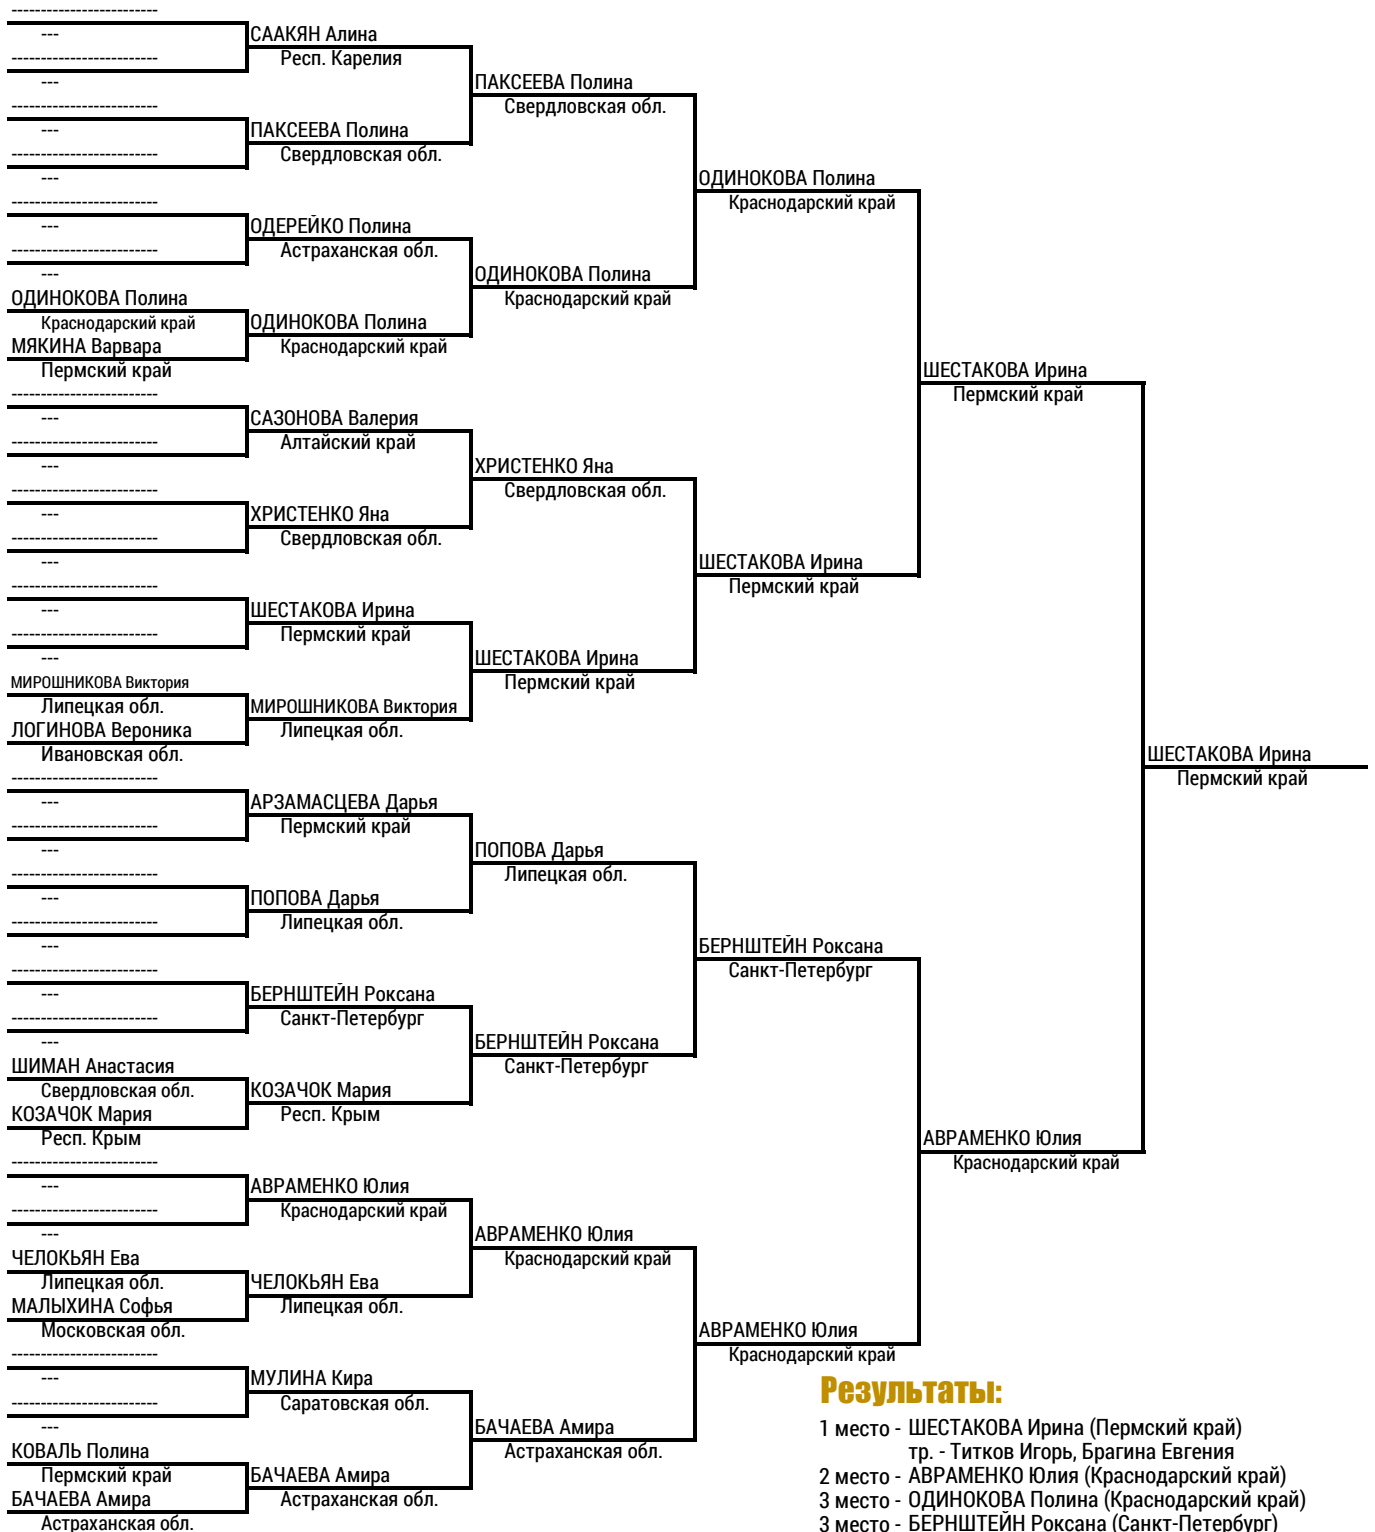 -------------------------
---
-------------------------
---
-------------------------
---
-------------------------
---
-------------------------
---
-------------------------
---
ОДИНОКОВА Полина
Краснодарский край
МЯКИНА Варвара
Пермский край
-------------------------
---
-------------------------
---
-------------------------
---
-------------------------
---
-------------------------
---
-------------------------
---
МИРОШНИКОВА Виктория
Липецкая обл.
ЛОГИНОВА Вероника
Ивановская обл.
-------------------------
---
-------------------------
---
-------------------------
---
-------------------------
---
-------------------------
---
-------------------------
---
ШИМАН Анастасия
Свердловская обл.
КОЗАЧОК Мария
Респ. Крым
-------------------------
---
-------------------------
---
ЧЕЛОКЬЯН Ева
Липецкая обл.
МАЛЫХИНА Софья
Московская обл.
-------------------------
---
-------------------------
---
КОВАЛЬ Полина
Пермский край
БАЧАЕВА Амира
Астраханская обл.
СААКЯН Алина
Респ. Карелия
ПАКСЕЕВА Полина
Свердловская обл.
ОДЕРЕЙКО Полина
Астраханская обл.
ОДИНОКОВА Полина
Краснодарский край
САЗОНОВА Валерия
Алтайский край
ХРИСТЕНКО Яна
Свердловская обл.
ШЕСТАКОВА Ирина
Пермский край
МИРОШНИКОВА Виктория
Липецкая обл.
АРЗАМАСЦЕВА Дарья
Пермский край
ПОПОВА Дарья
Липецкая обл.
БЕРНШТЕЙН Роксана
Санкт-Петербург
КОЗАЧОК Мария
Респ. Крым
АВРАМЕНКО Юлия
Краснодарский край
ЧЕЛОКЬЯН Ева
Липецкая обл.
МУЛИНА Кира
Саратовская обл.
БАЧАЕВА Амира
Астраханская обл.
ПАКСЕЕВА Полина
Свердловская обл.
ОДИНОКОВА Полина
Краснодарский край
ХРИСТЕНКО Яна
Свердловская обл.
ШЕСТАКОВА Ирина
Пермский край
ПОПОВА Дарья
Липецкая обл.
БЕРНШТЕЙН Роксана
Санкт-Петербург
АВРАМЕНКО Юлия
Краснодарский край
БАЧАЕВА Амира
Астраханская обл.
ОДИНОКОВА Полина
Краснодарский край
ШЕСТАКОВА Ирина
Пермский край
БЕРНШТЕЙН Роксана
Санкт-Петербург
АВРАМЕНКО Юлия
Краснодарский край
ШЕСТАКОВА Ирина
Пермский край
АВРАМЕНКО Юлия
Краснодарский край
ШЕСТАКОВА Ирина
Пермский край
Результаты:
1 место - ШЕСТАКОВА Ирина (Пермский край)
тр. - Титков Игорь, Брагина Евгения
2 место - АВРАМЕНКО Юлия (Краснодарский край)
3 место - ОДИНОКОВА Полина (Краснодарский край)
3 место - БЕРНШТЕЙН Роксана (Санкт-Петербург)